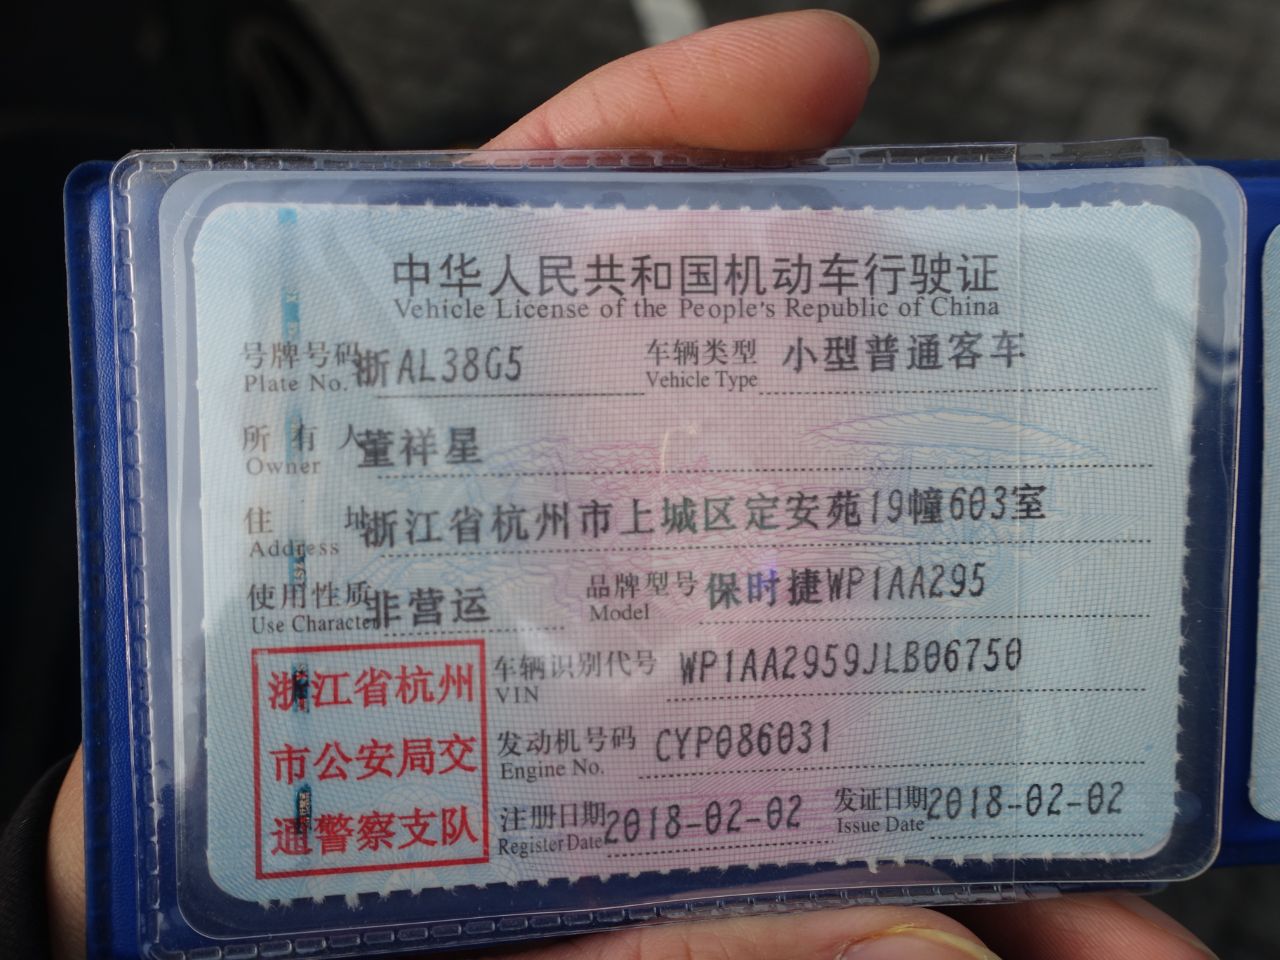 中华人民共和国机动车行驶证
Vehicle License of the People's Republic of China
号牌号码 浙AL38G5 车辆类型 小型普通客车
Plate No. Vehicle Type
所有人 董祥星
Owner
住址 浙江省杭州市上城区定安苑19幢603室
Address
使用性质 非营运 品牌型号 保时捷WP1AA295
Use Character Model
浙江省杭州
市公安局交
通警察支队
车辆识别代号 WP1AA2959JLB06750
VIN
发动机号码 CYP086031
Engine No.
注册日期 2018-02-02 发证日期 2018-02-02
Register Date Issue Date